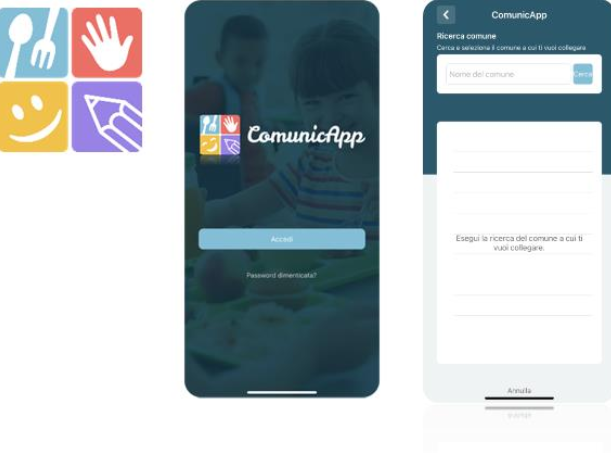 ComunicApp
Accedi
Password dimenticata?
ComunicApp
Ricerca comune
Cerca e seleziona il comune a cui ti vuoi collegare
Nome del comune
Cerca
Esegui la ricerca del comune a cui ti
vuoi collegare.
Annulla